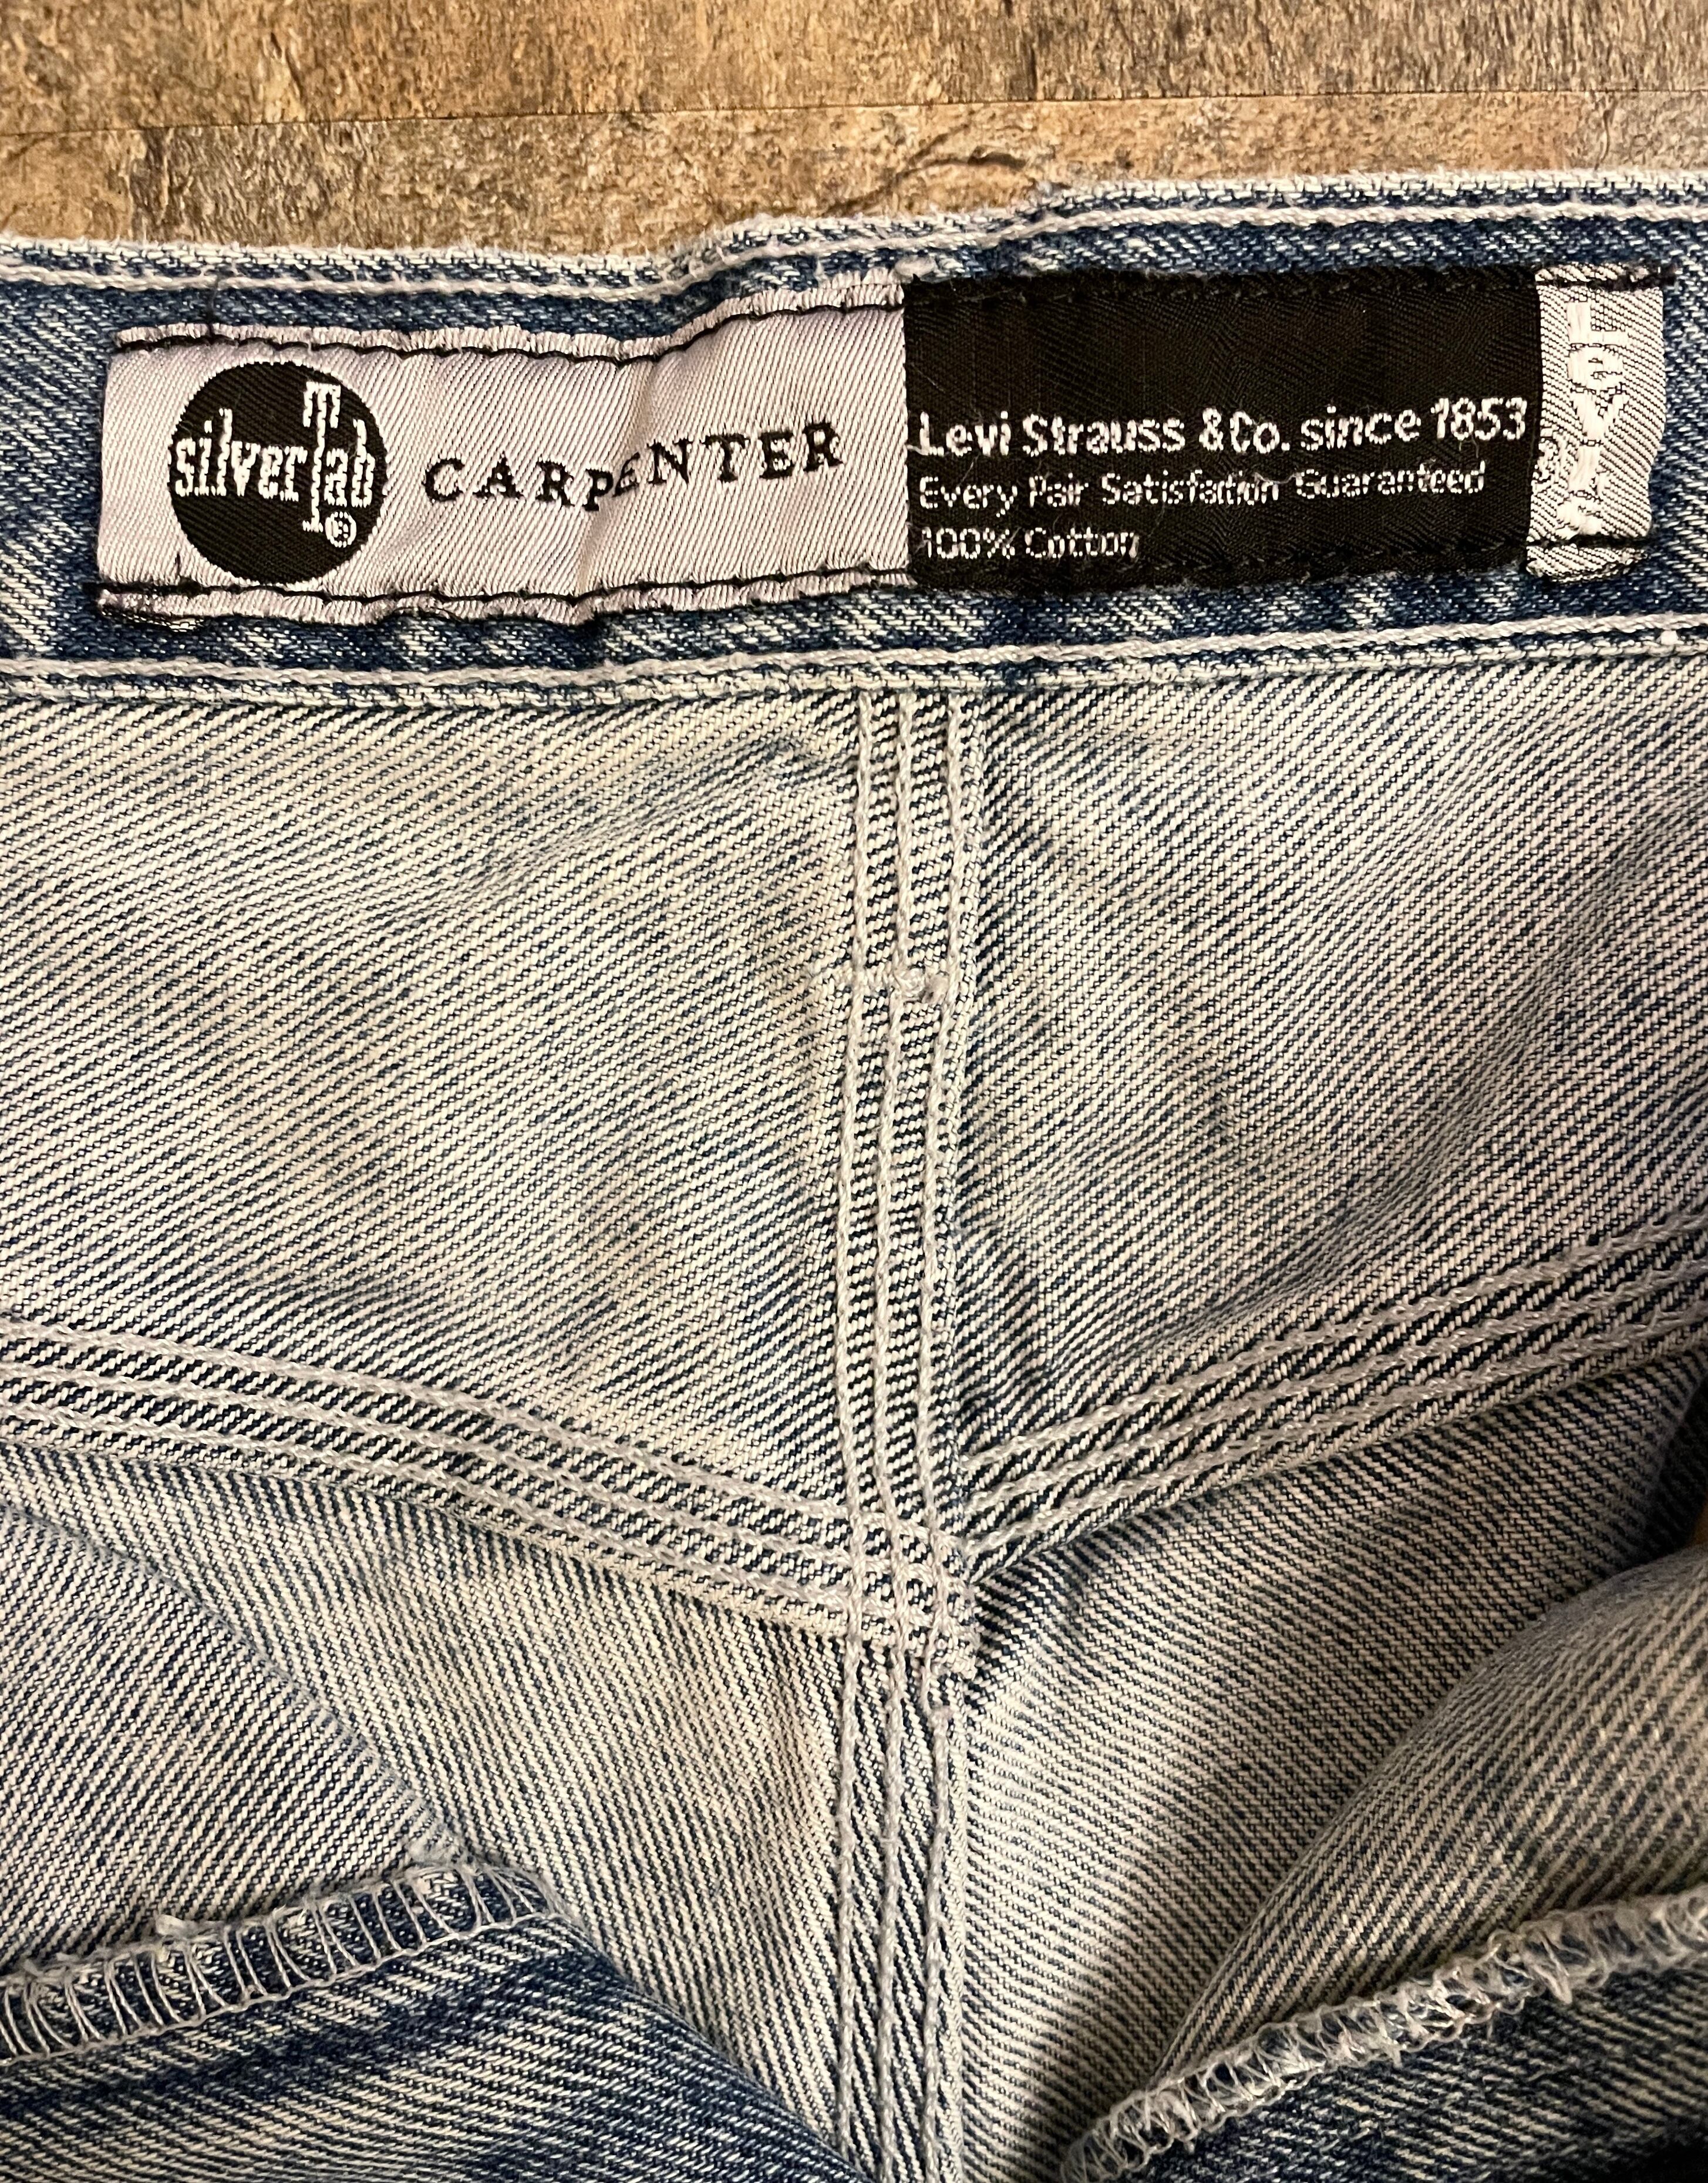 silverTab®
CARPENTER
Levi Strauss & Co. since 1853
Every Pair Satisfaction Guaranteed
100% Cotton